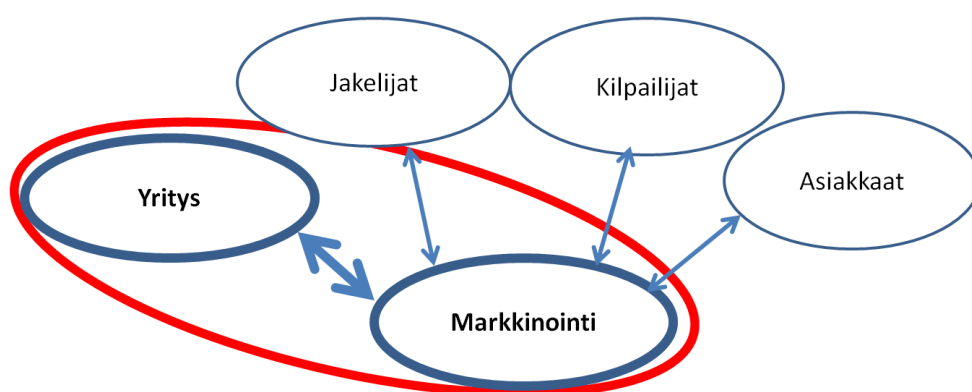 Jakelijat
Kilpailijat
Asiakkaat
Yritys
Markkinointi